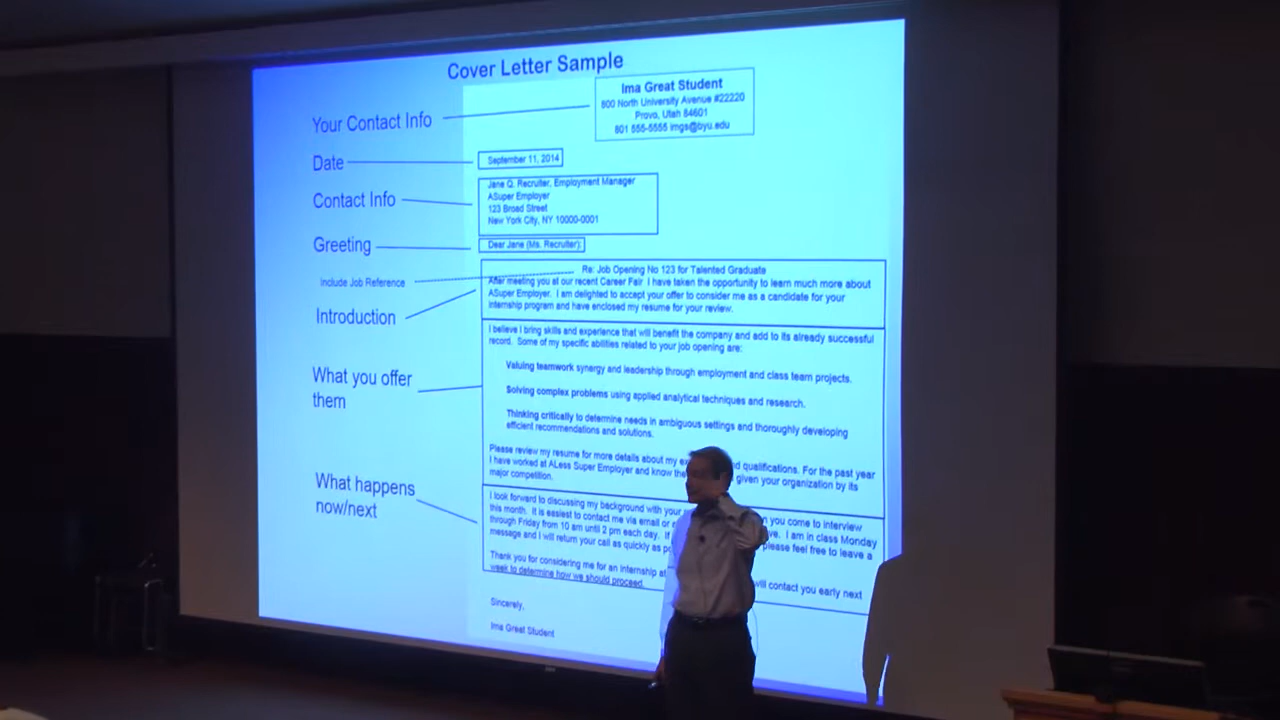 Cover Letter Sample
Ima Great Student
800 North University Avenue #22220
Provo, Utah 84601
801 555-5555 imgs@byu.edu
Your Contact Info
Date
September 11, 2014
Contact Info
Jane Q. Recruiter, Employment Manager
ASuper Employer
123 Broad Street
New York City, NY 10000-0001
Greeting
Dear Jane (Ms. Recruiter):
Include Job Reference
Re: Job Opening No 123 for Talented Graduate
Introduction
After meeting you at our recent Career Fair I have taken the opportunity to learn much more about
ASuper Employer. I am delighted to accept your offer to consider me as a candidate for your
internship program and have enclosed my resume for your review.
What you offer
them
I believe I bring skills and experience that will benefit the company and add to its already successful
record. Some of my specific abilities related to your job opening are:
Valuing teamwork synergy and leadership through employment and class team projects.
Solving complex problems using applied analytical techniques and research.
Thinking critically to determine needs in ambiguous settings and thoroughly developing
efficient recommendations and solutions.
Please review my resume for more details about my qualifications. For the past year
I have worked at ALess Super Employer and know given your organization by its
major competition.
What happens
now/next
I look forward to discussing my background with your you come to interview
this month. It is easiest to contact me via email or I am in class Monday
through Friday from 10 am until 2 pm each day. If please feel free to leave a
message and I will return your call as quickly as
Thank you for considering me for an internship at will contact you early next
week to determine how we should proceed.
Sincerely,
Ima Great Student